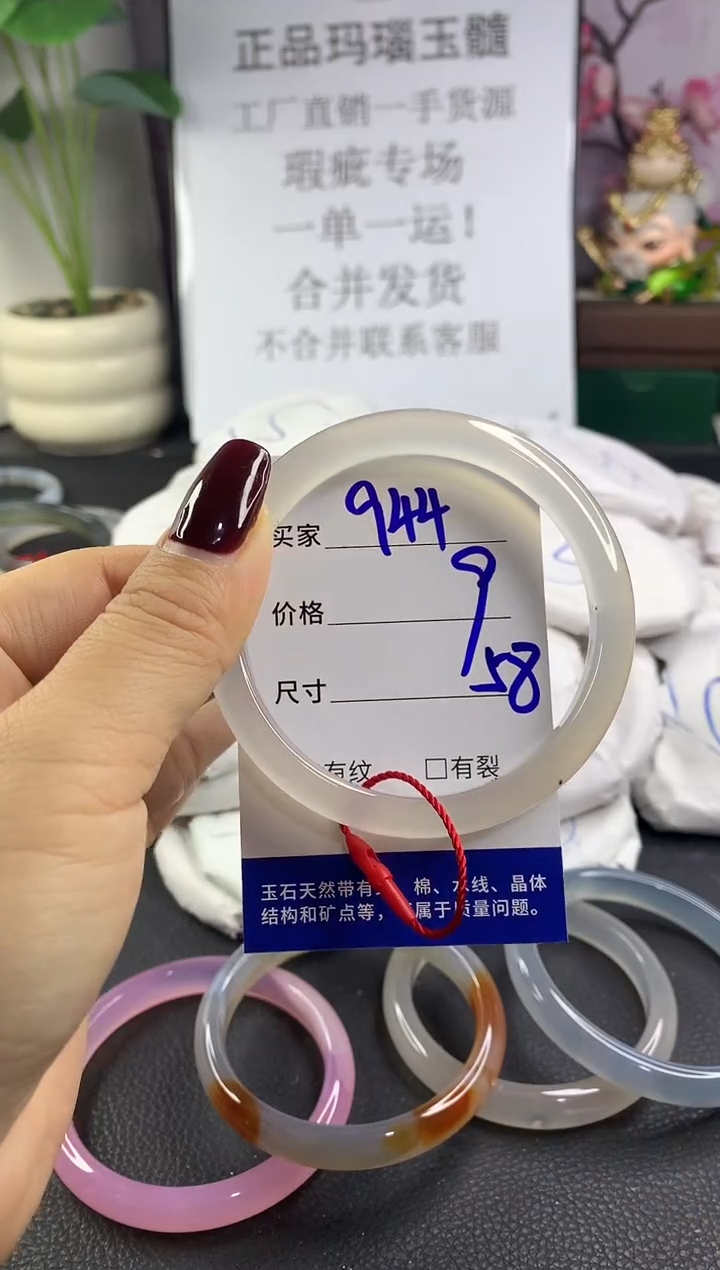 正品玛瑙玉髓
工厂直销一手货源
瑕疵专场
一单一运!
合并发货
不合并联系客服
买家 944
价格 9
尺寸 58
有纹 □有裂
玉石天然带有 棉、水线、晶体
结构和矿点等, 属于质量问题。